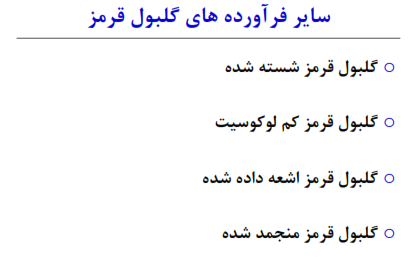 سایر فرآورده های گلبول قرمز
○ گلبول قرمز شسته شده
○ گلبول قرمز کم لوکوسیت
○ گلبول قرمز اشعه داده شده
○ گلبول قرمز منجمد شده